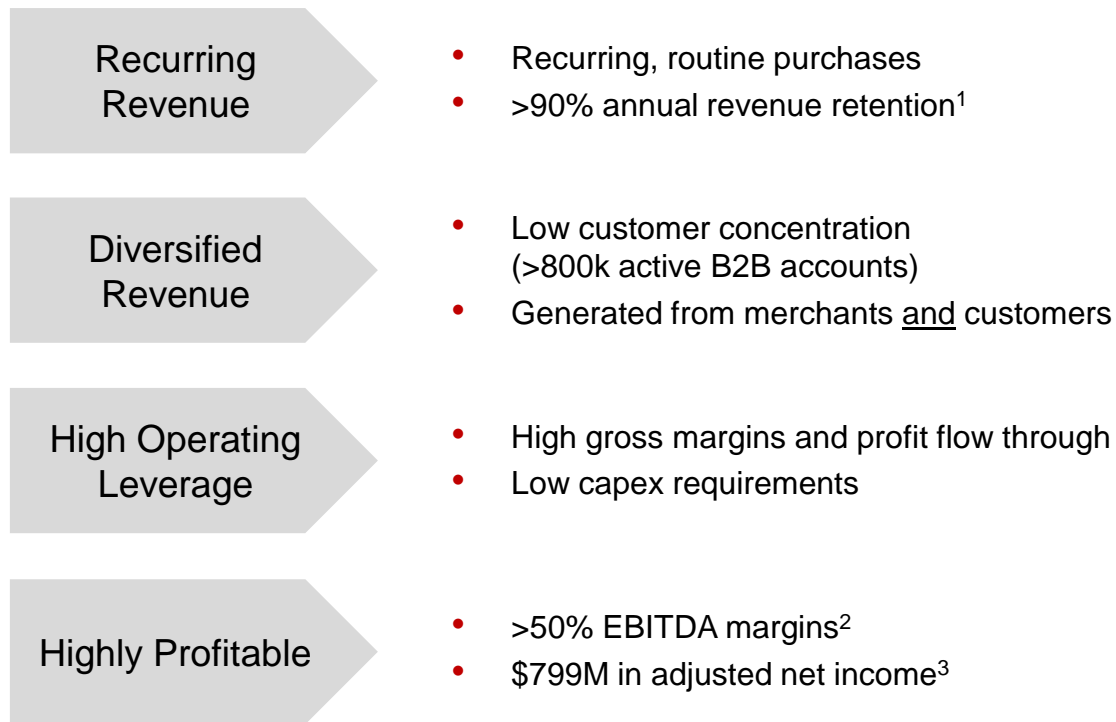 Recurring
Revenue
• Recurring, routine purchases
• >90% annual revenue retention¹
Diversified
Revenue
• Low customer concentration
(>800k active B2B accounts)
• Generated from merchants and customers
High Operating
Leverage
• High gross margins and profit flow through
• Low capex requirements
Highly Profitable
• >50% EBITDA margins²
• $799M in adjusted net income³